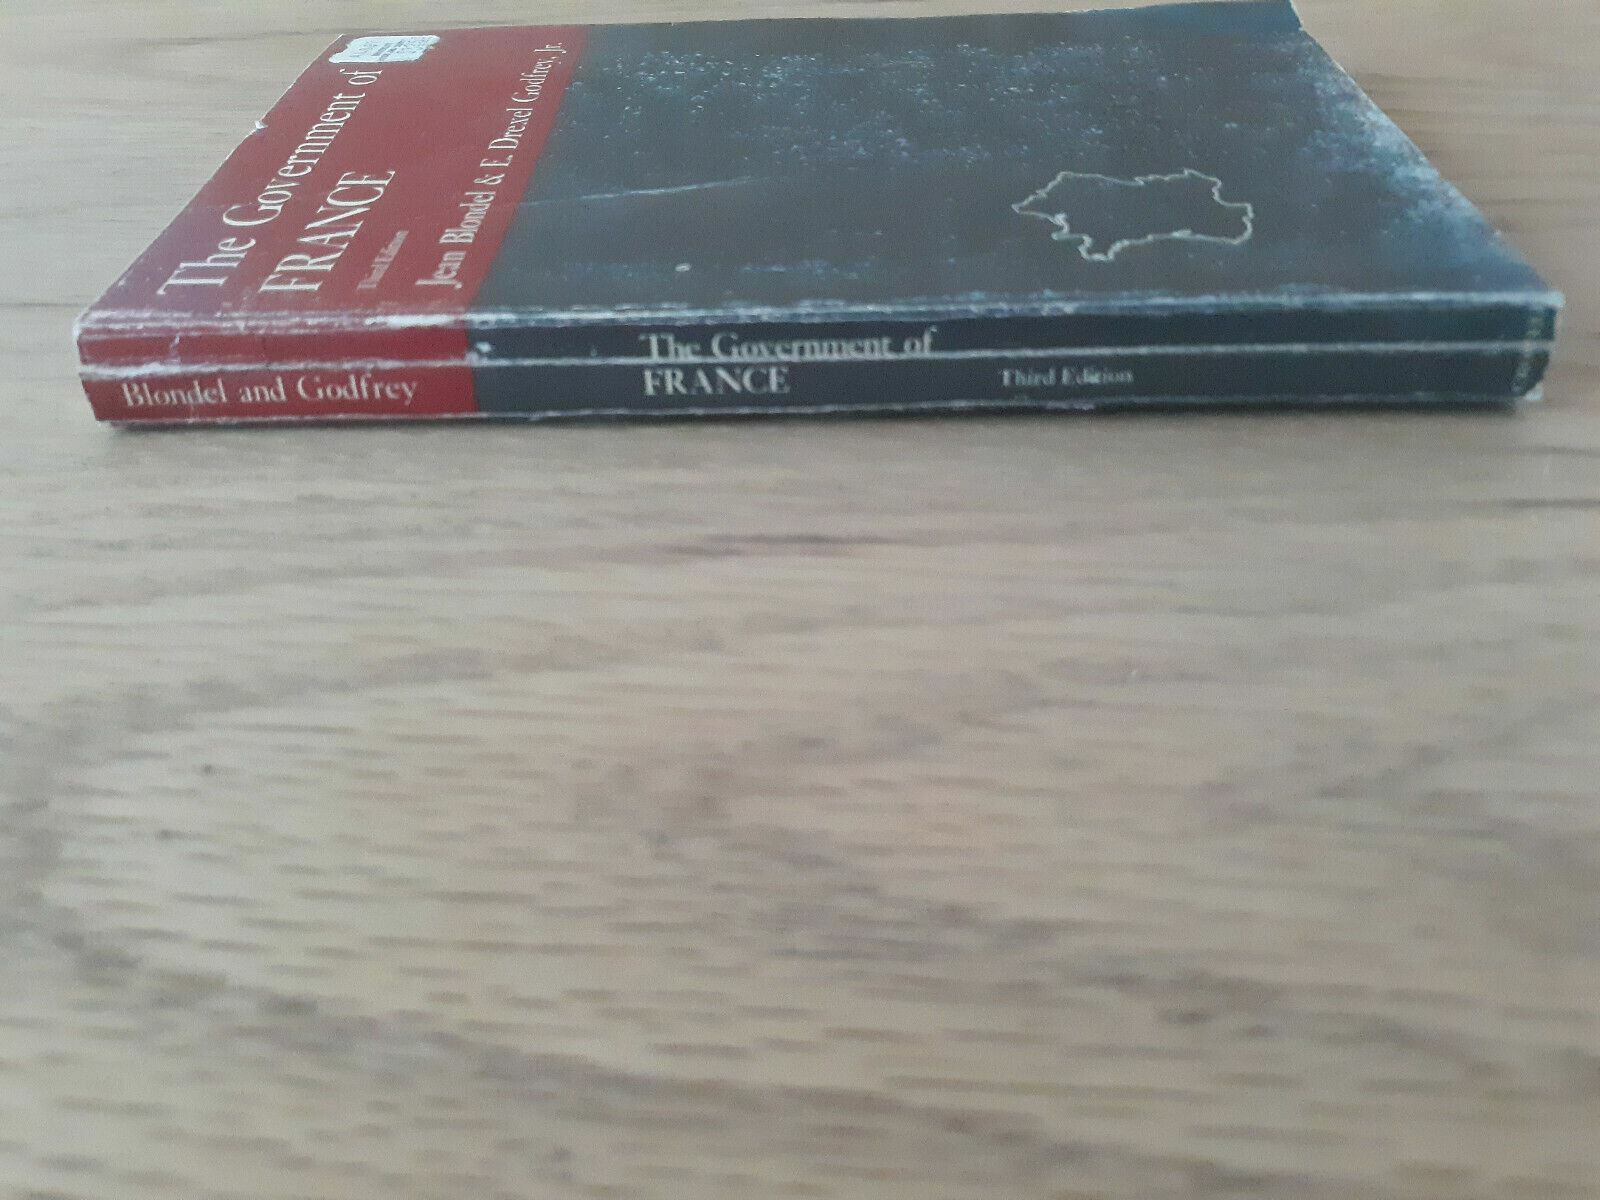 The Government of
FRANCE
Third Edition
Jean Blondel & E. Drexel Godfrey, Jr.
Blondel and Godfrey
The Government of
FRANCE
Third Edition